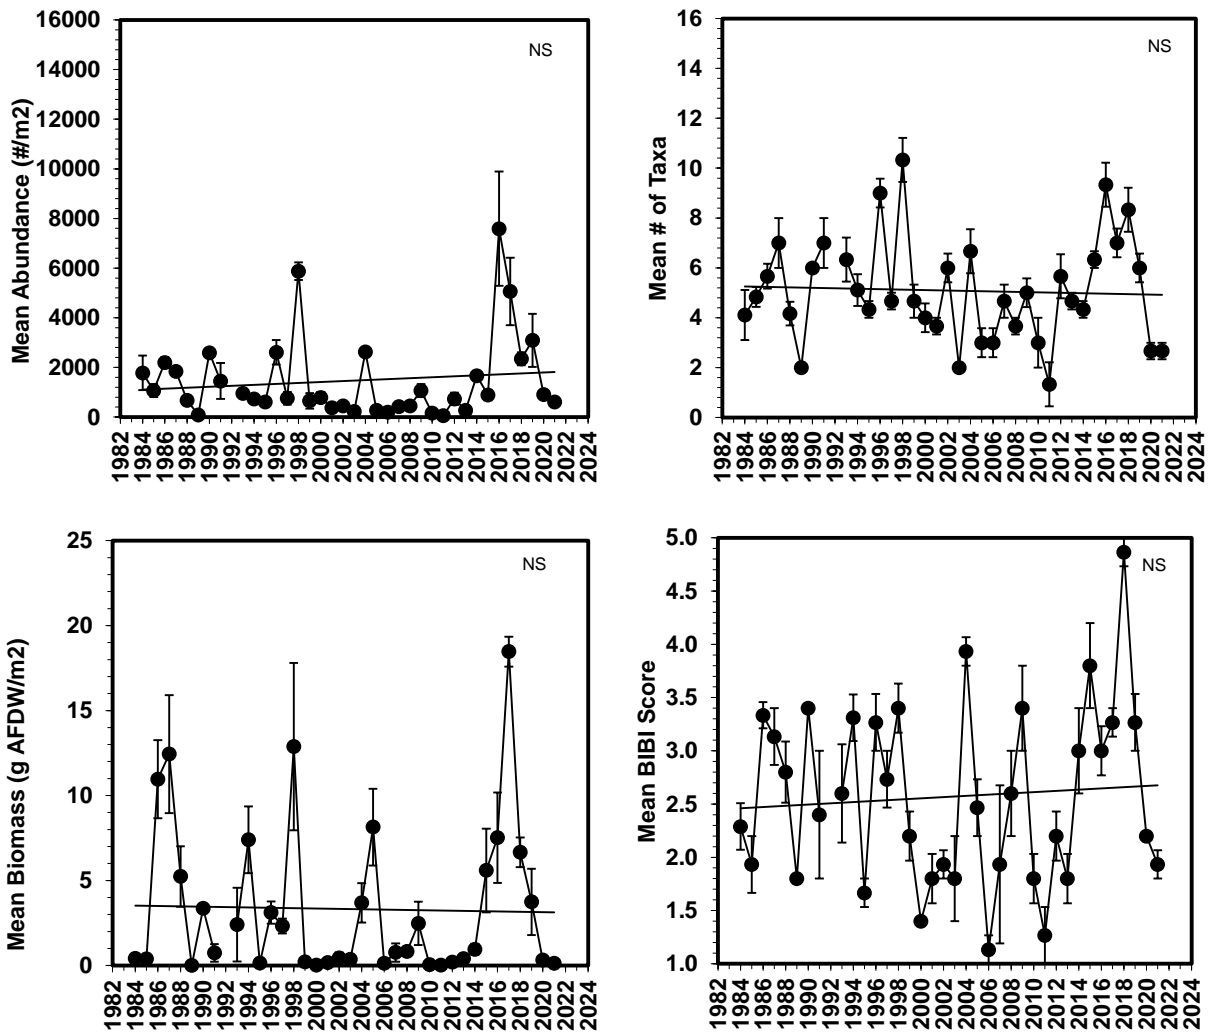 Mean Abundance (#/m2)
16000
14000
12000
10000
8000
6000
4000
2000
0
NS
1982 1984 1986 1988 1990 1992 1994 1996 1998 2000 2002 2004 2006 2008 2010 2012 2014 2016 2018 2020 2022 2024
Mean # of Taxa
16
14
12
10
8
6
4
2
0
NS
1982 1984 1986 1988 1990 1992 1994 1996 1998 2000 2002 2004 2006 2008 2010 2012 2014 2016 2018 2020 2022 2024
Mean Biomass (g AFDW/m2)
25
20
15
10
5
0
NS
1982 1984 1986 1988 1990 1992 1994 1996 1998 2000 2002 2004 2006 2008 2010 2012 2014 2016 2018 2020 2022 2024
Mean BIBI Score
5.0
4.5
4.0
3.5
3.0
2.5
2.0
1.5
1.0
NS
1982 1984 1986 1988 1990 1992 1994 1996 1998 2000 2002 2004 2006 2008 2010 2012 2014 2016 2018 2020 2022 2024